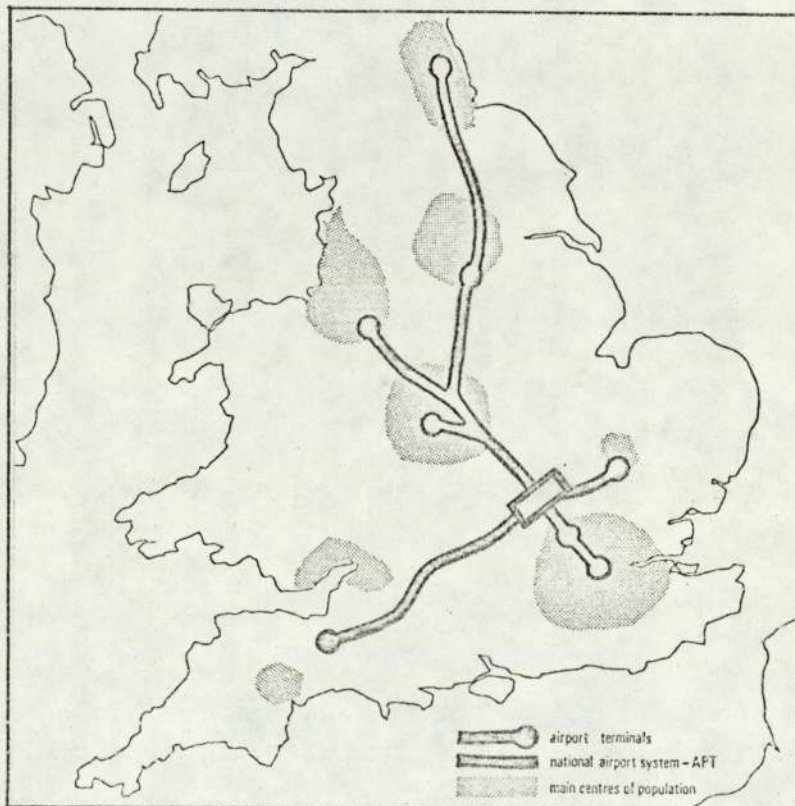 airport terminals
national airport system - APT
main centres of population